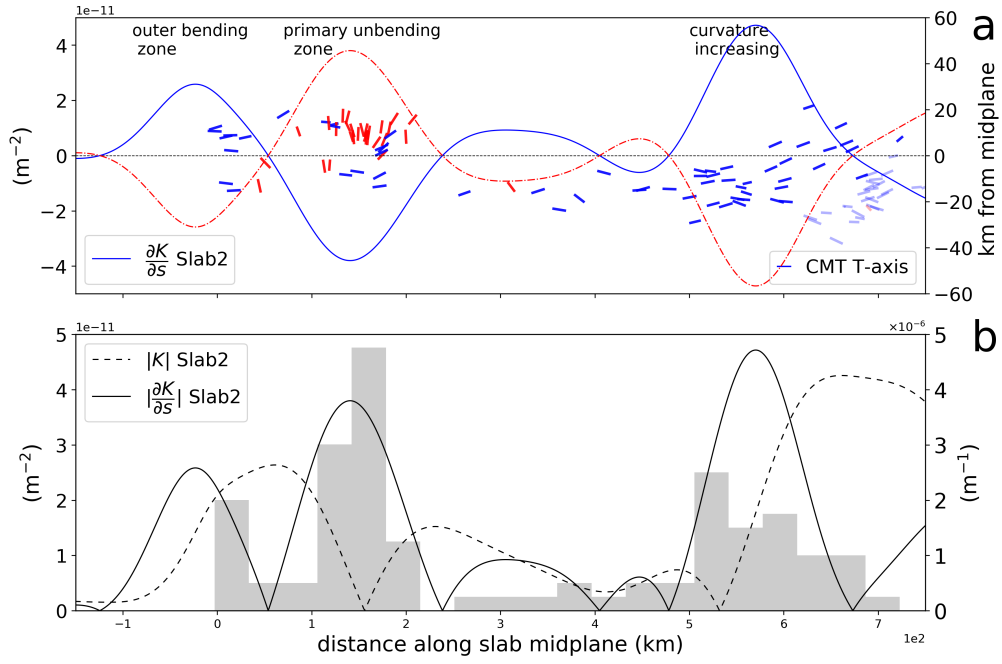 1e−11
outer bending
zone
primary unbending
zone
curvature
increasing
a
4
2
0
−2
−4
(m⁻²)
60
40
20
0
−20
−40
−60
km from midplane
∂K/∂s Slab2
CMT T-axis
1e−11
×10⁻⁶
b
|K| Slab2
|∂K/∂s| Slab2
5
4
3
2
1
0
(m⁻²)
5
4
3
2
1
0
(m⁻¹)
−1
0
1
2
3
4
5
6
7
1e2
distance along slab midplane (km)